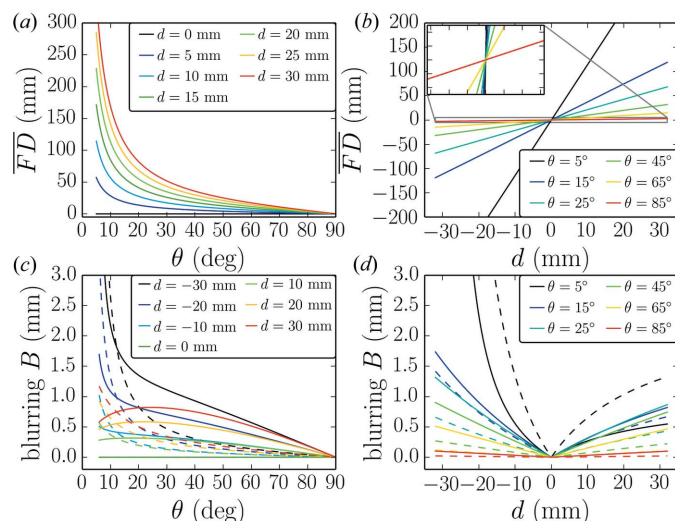 (a)
300
250
200
150
100
50
0
d = 0 mm
d = 5 mm
d = 10 mm
d = 15 mm
d = 20 mm
d = 25 mm
d = 30 mm
FD (mm)
0 10 20 30 40 50 60 70 80 90
θ (deg)
(b)
200
150
100
50
0
−50
−100
−150
−200
θ = 5°
θ = 15°
θ = 25°
θ = 45°
θ = 65°
θ = 85°
FD (mm)
−30 −20 −10 0 10 20 30
d (mm)
(c)
3.0
2.5
2.0
1.5
1.0
0.5
0.0
d = −30 mm
d = −20 mm
d = −10 mm
d = 0 mm
d = 10 mm
d = 20 mm
d = 30 mm
blurring B (mm)
0 10 20 30 40 50 60 70 80 90
θ (deg)
(d)
3.0
2.5
2.0
1.5
1.0
0.5
0.0
θ = 5°
θ = 15°
θ = 25°
θ = 45°
θ = 65°
θ = 85°
blurring B (mm)
−30 −20 −10 0 10 20 30
d (mm)